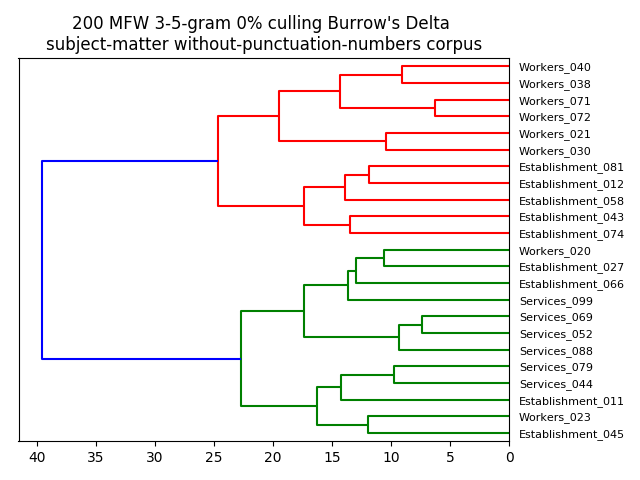 200 MFW 3-5-gram 0% culling Burrow's Delta
subject-matter without-punctuation-numbers corpus
Workers_040
Workers_038
Workers_071
Workers_072
Workers_021
Workers_030
Establishment_081
Establishment_012
Establishment_058
Establishment_043
Establishment_074
Workers_020
Establishment_027
Establishment_066
Services_099
Services_069
Services_052
Services_088
Services_079
Services_044
Establishment_011
Workers_023
Establishment_045
40 35 30 25 20 15 10 5 0